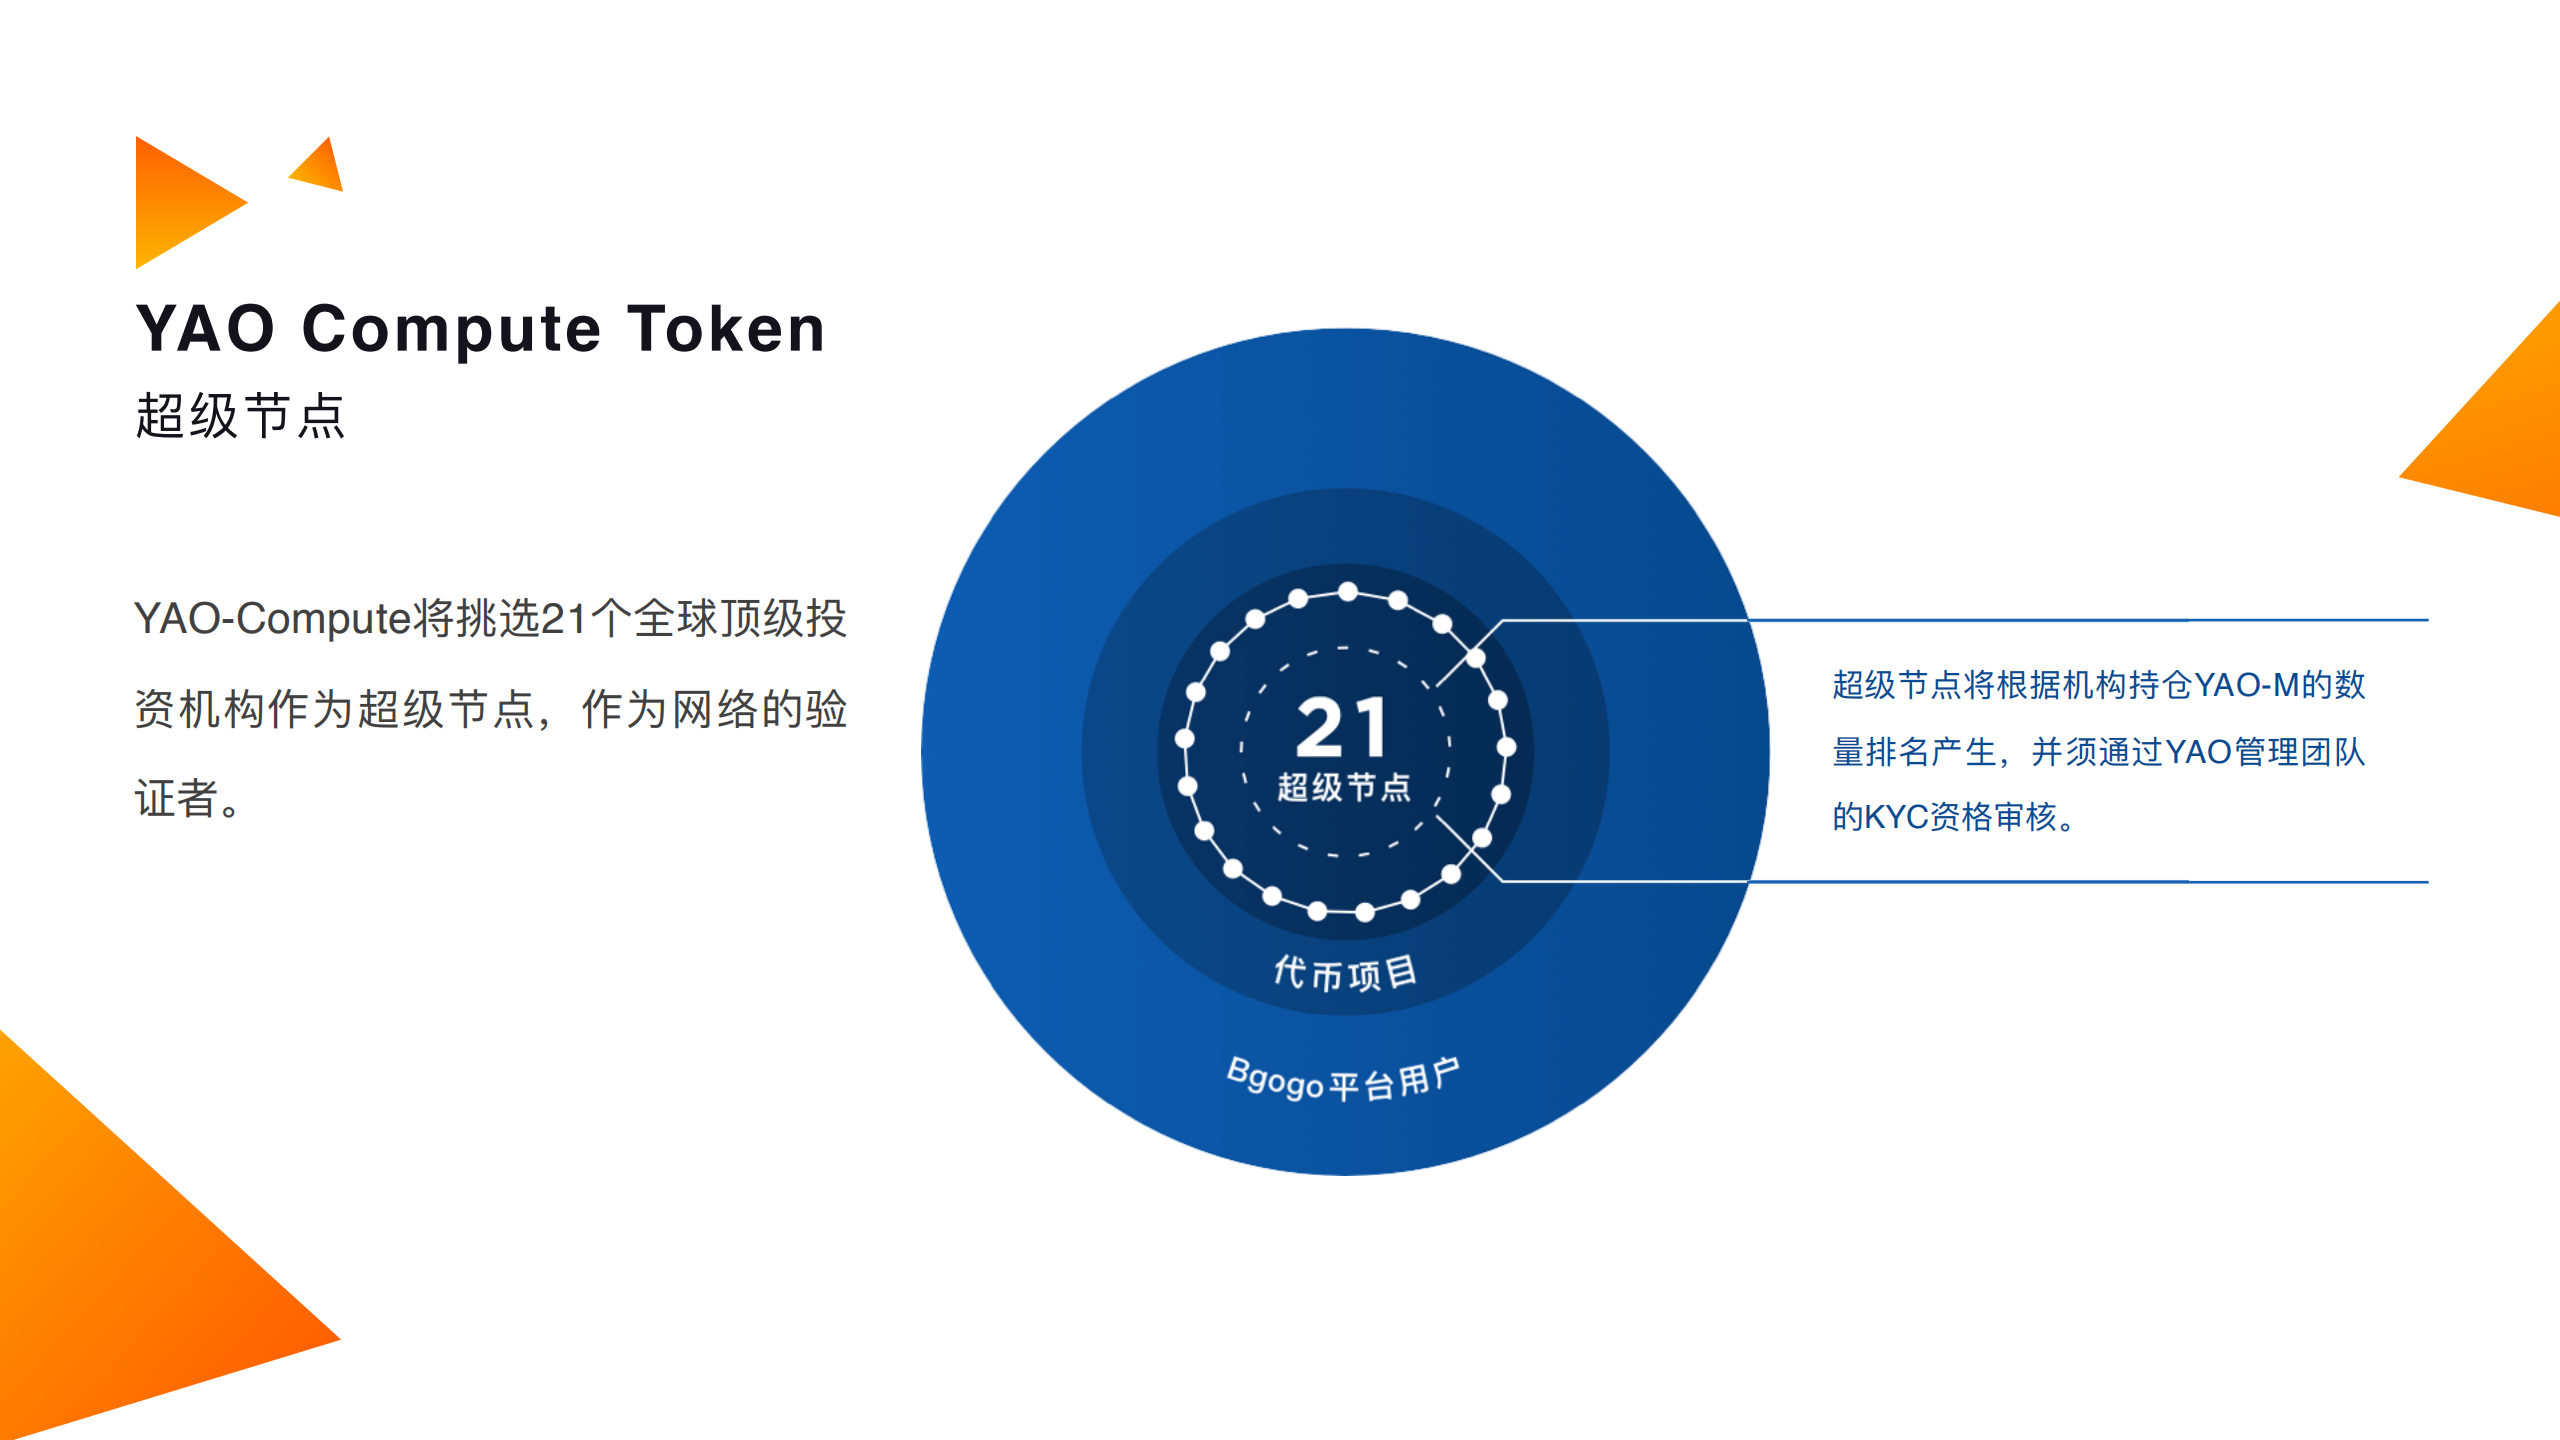 YAO Compute Token
超级节点
YAO-Compute将挑选21个全球顶级投
资机构作为超级节点，作为网络的验
证者。
21
超级节点
代币项目
Bgogo平台用户
超级节点将根据机构持仓YAO-M的数
量排名产生，并须通过YAO管理团队
的KYC资格审核。